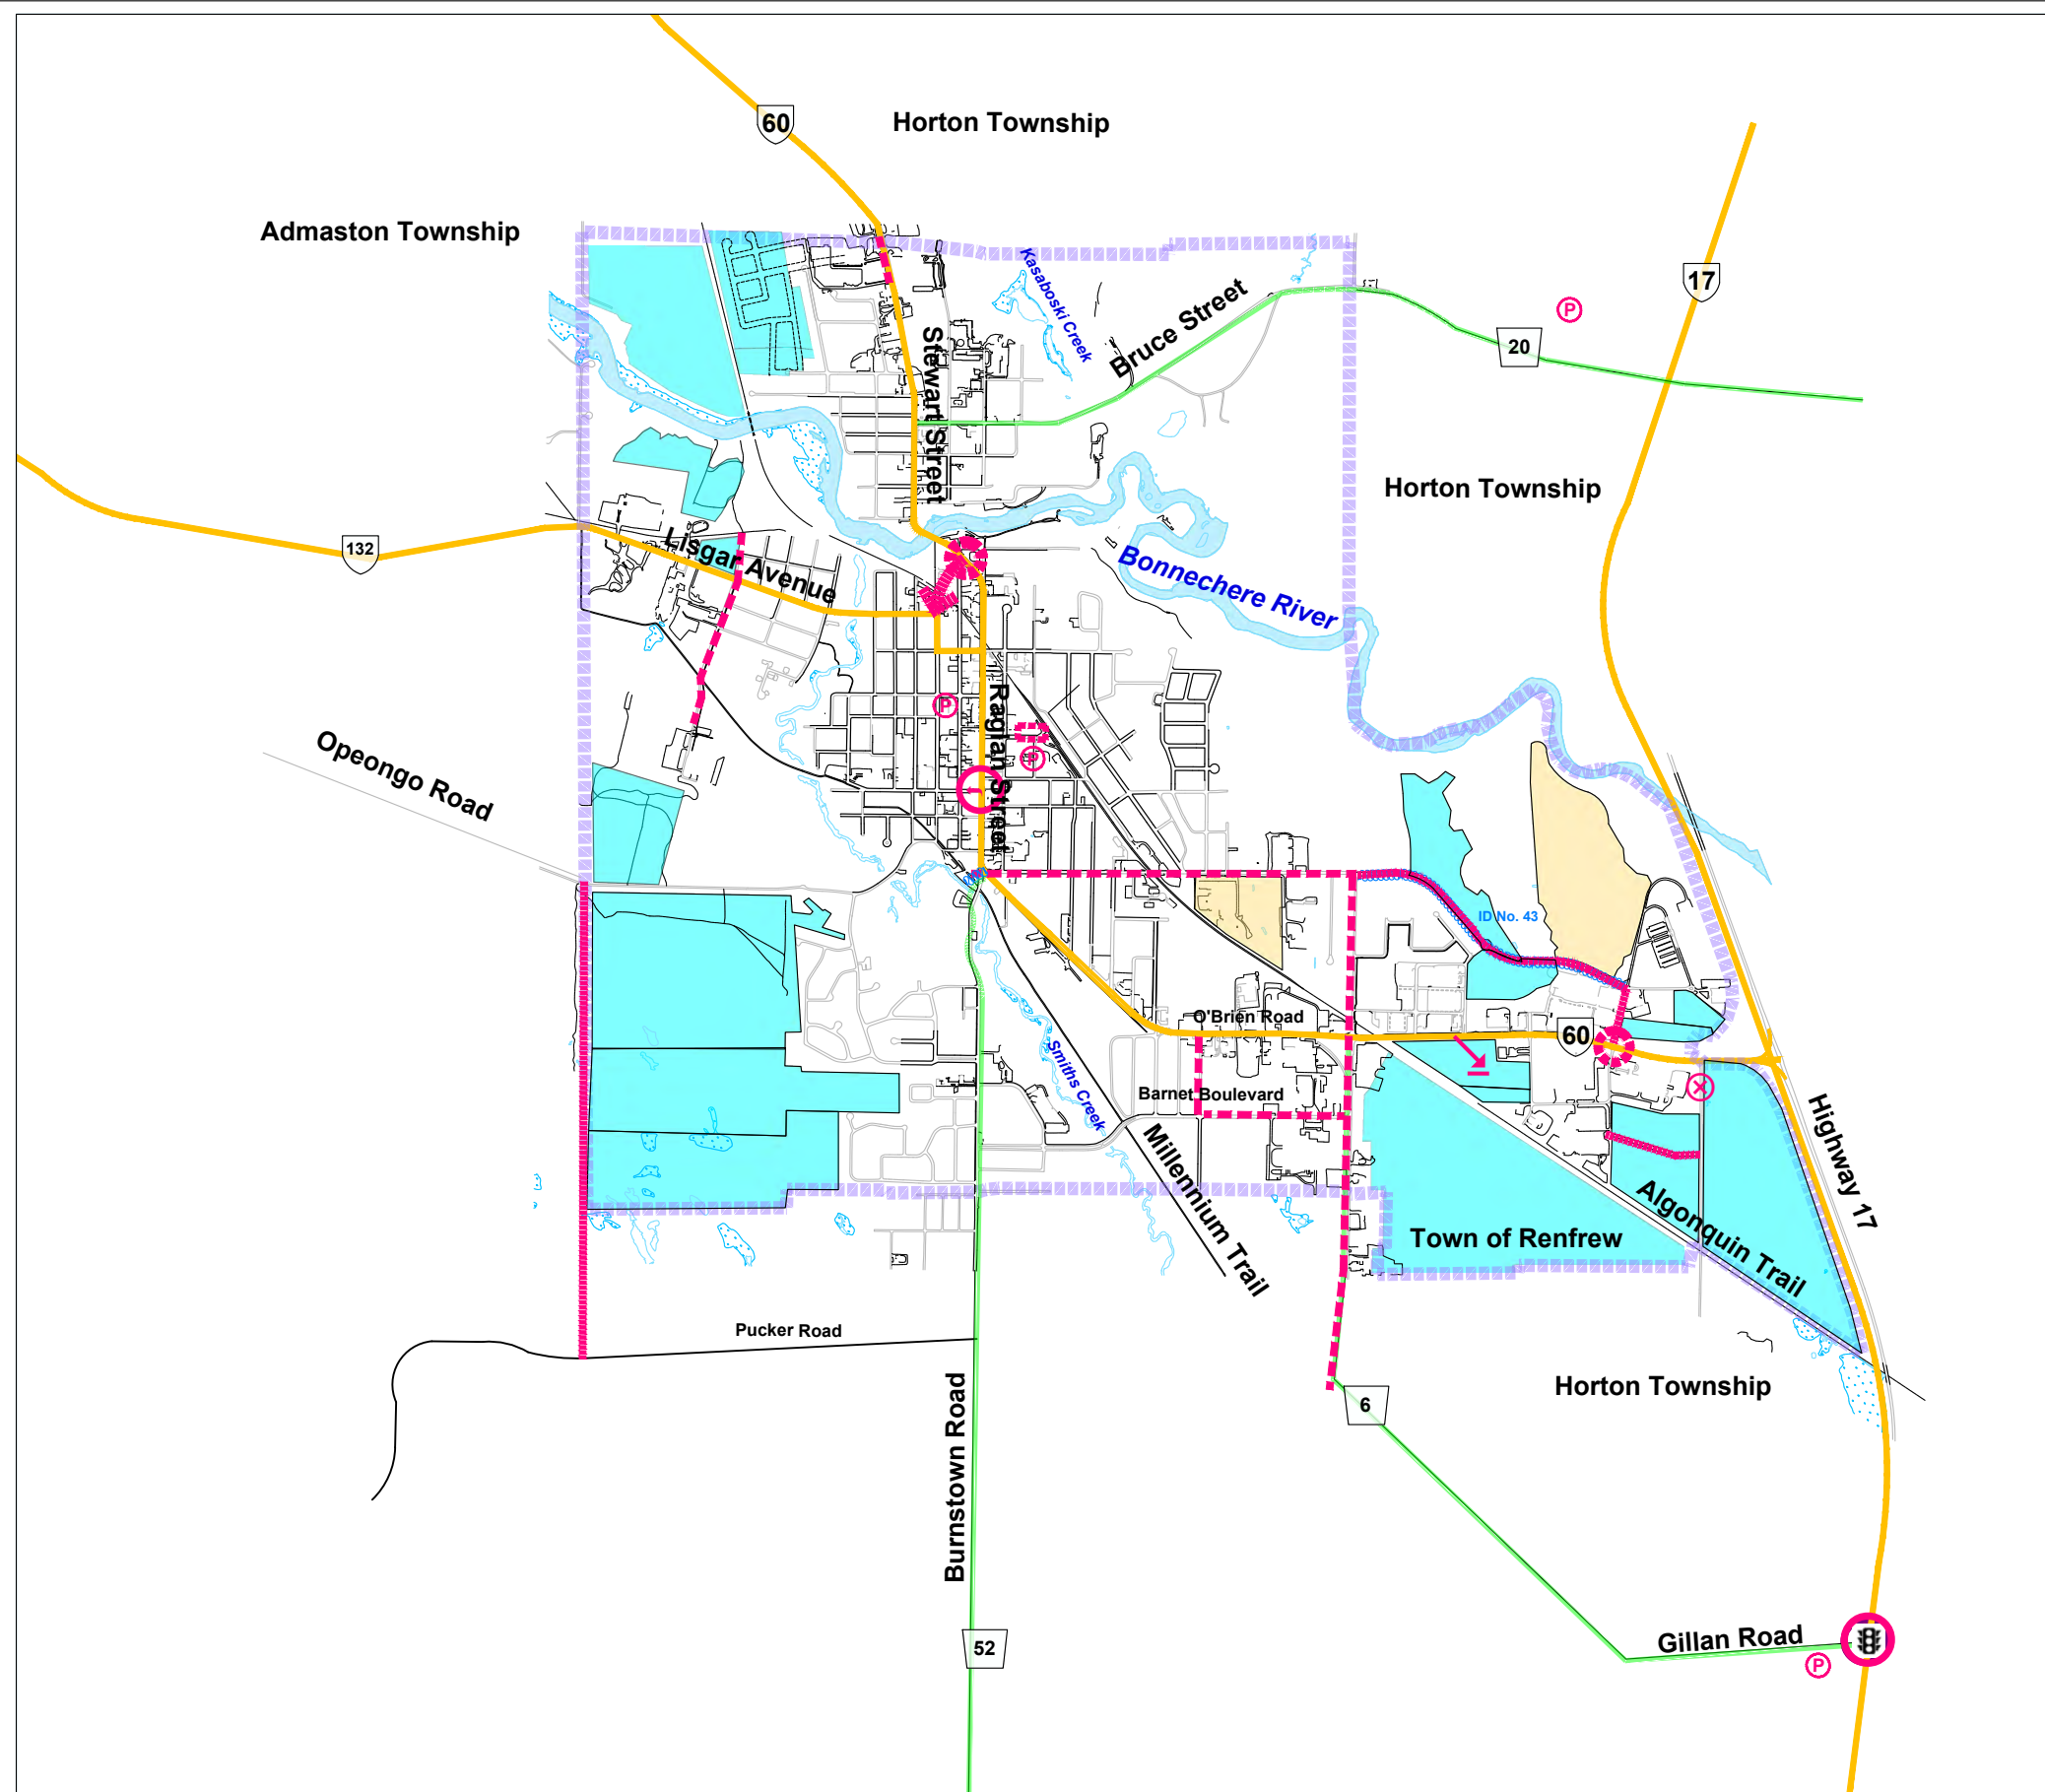 60
Horton Township
Admaston Township
Kasaboski Creek
17
Bruce Street
P
20
Stewart Street
Horton Township
132
Lisgar Avenue
Bonnechere River
Raglan Street
P
P
Opeongo Road
ID No. 43
O'Brien Road
60
Smiths Creek
Barnet Boulevard
Highway 17
Millennium Trail
Algonquin Trail
Town of Renfrew
Pucker Road
Horton Township
6
Burnstown Road
52
Gillan Road
P